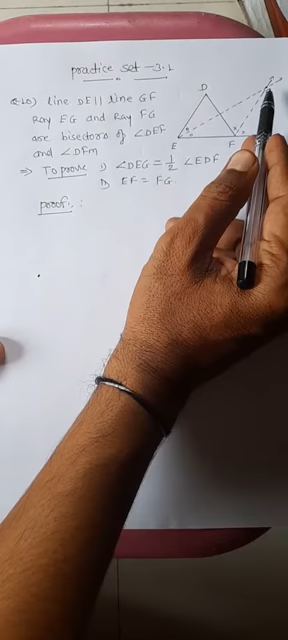 practice set -3.1
Q.10) line DE || line GF
Ray EG and Ray FG
are bisectors of ∠DEF
and ∠DFM
⇒ To prove i) ∠DEG = 1/2 ∠EDF
ii) EF = FG.
proof :
D
E
F